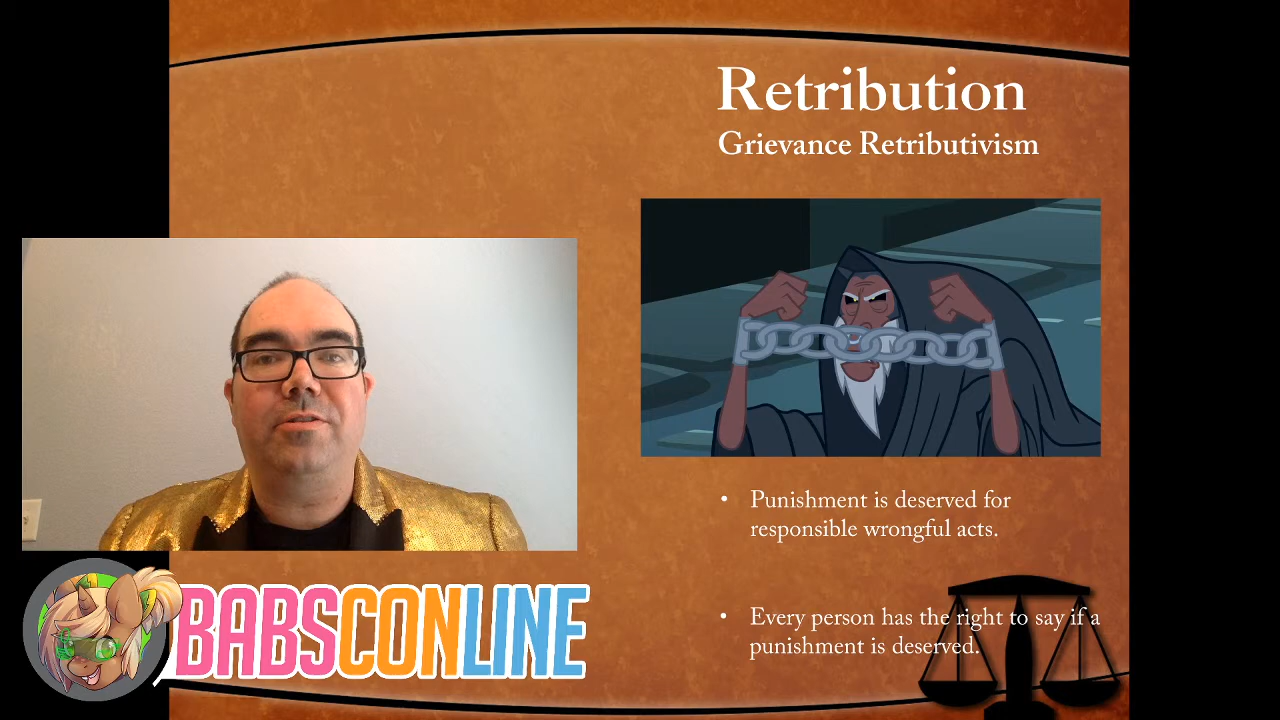 Retribution
Grievance Retributivism
• Punishment is deserved for
responsible wrongful acts.
• Every person has the right to say if a
punishment is deserved.
BABSCONLINE